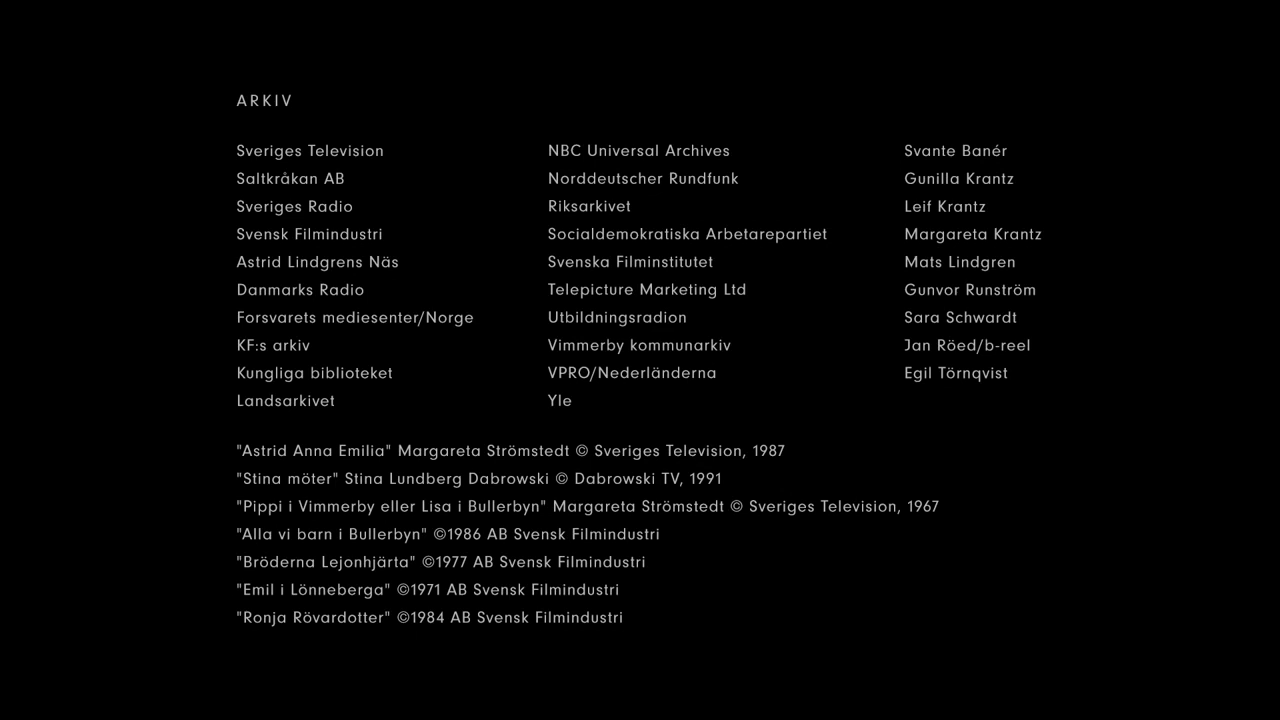 ARKIV
Sveriges Television
Saltkråkan AB
Sveriges Radio
Svensk Filmindustri
Astrid Lindgrens Näs
Danmarks Radio
Forsvarets mediesenter/Norge
KF:s arkiv
Kungliga biblioteket
Landsarkivet
NBC Universal Archives
Norddeutscher Rundfunk
Riksarkivet
Socialdemokratiska Arbetarepartiet
Svenska Filminstitutet
Telepicture Marketing Ltd
Utbildningsradion
Vimmerby kommunarkiv
VPRO/Nederländerna
Yle
Svante Banér
Gunilla Krantz
Leif Krantz
Margareta Krantz
Mats Lindgren
Gunvor Runström
Sara Schwardt
Jan Röed/b-reel
Egil Törnqvist
"Astrid Anna Emilia" Margareta Strömstedt © Sveriges Television, 1987
"Stina möter" Stina Lundberg Dabrowski © Dabrowski TV, 1991
"Pippi i Vimmerby eller Lisa i Bullerbyn" Margareta Strömstedt © Sveriges Television, 1967
"Alla vi barn i Bullerbyn" ©1986 AB Svensk Filmindustri
"Bröderna Lejonhjärta" ©1977 AB Svensk Filmindustri
"Emil i Lönneberga" ©1971 AB Svensk Filmindustri
"Ronja Rövardotter" ©1984 AB Svensk Filmindustri